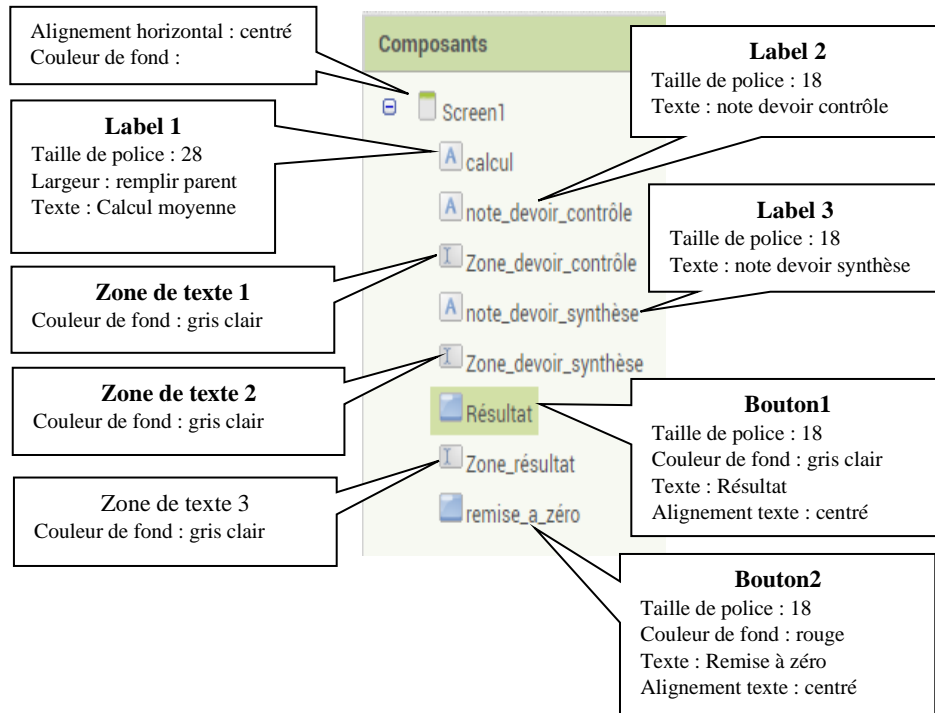 Alignement horizontal : centré
Couleur de fond :
Label 1
Taille de police : 28
Largeur : remplir parent
Texte : Calcul moyenne
Zone de texte 1
Couleur de fond : gris clair
Zone de texte 2
Couleur de fond : gris clair
Zone de texte 3
Couleur de fond : gris clair
Composants
Screen1
calcul
note_devoir_contrôle
Zone_devoir_contrôle
note_devoir_synthèse
Zone_devoir_synthèse
Résultat
Zone_résultat
remise_a_zéro
Label 2
Taille de police : 18
Texte : note devoir contrôle
Label 3
Taille de police : 18
Texte : note devoir synthèse
Bouton1
Taille de police : 18
Couleur de fond : gris clair
Texte : Résultat
Alignement texte : centré
Bouton2
Taille de police : 18
Couleur de fond : rouge
Texte : Remise à zéro
Alignement texte : centré